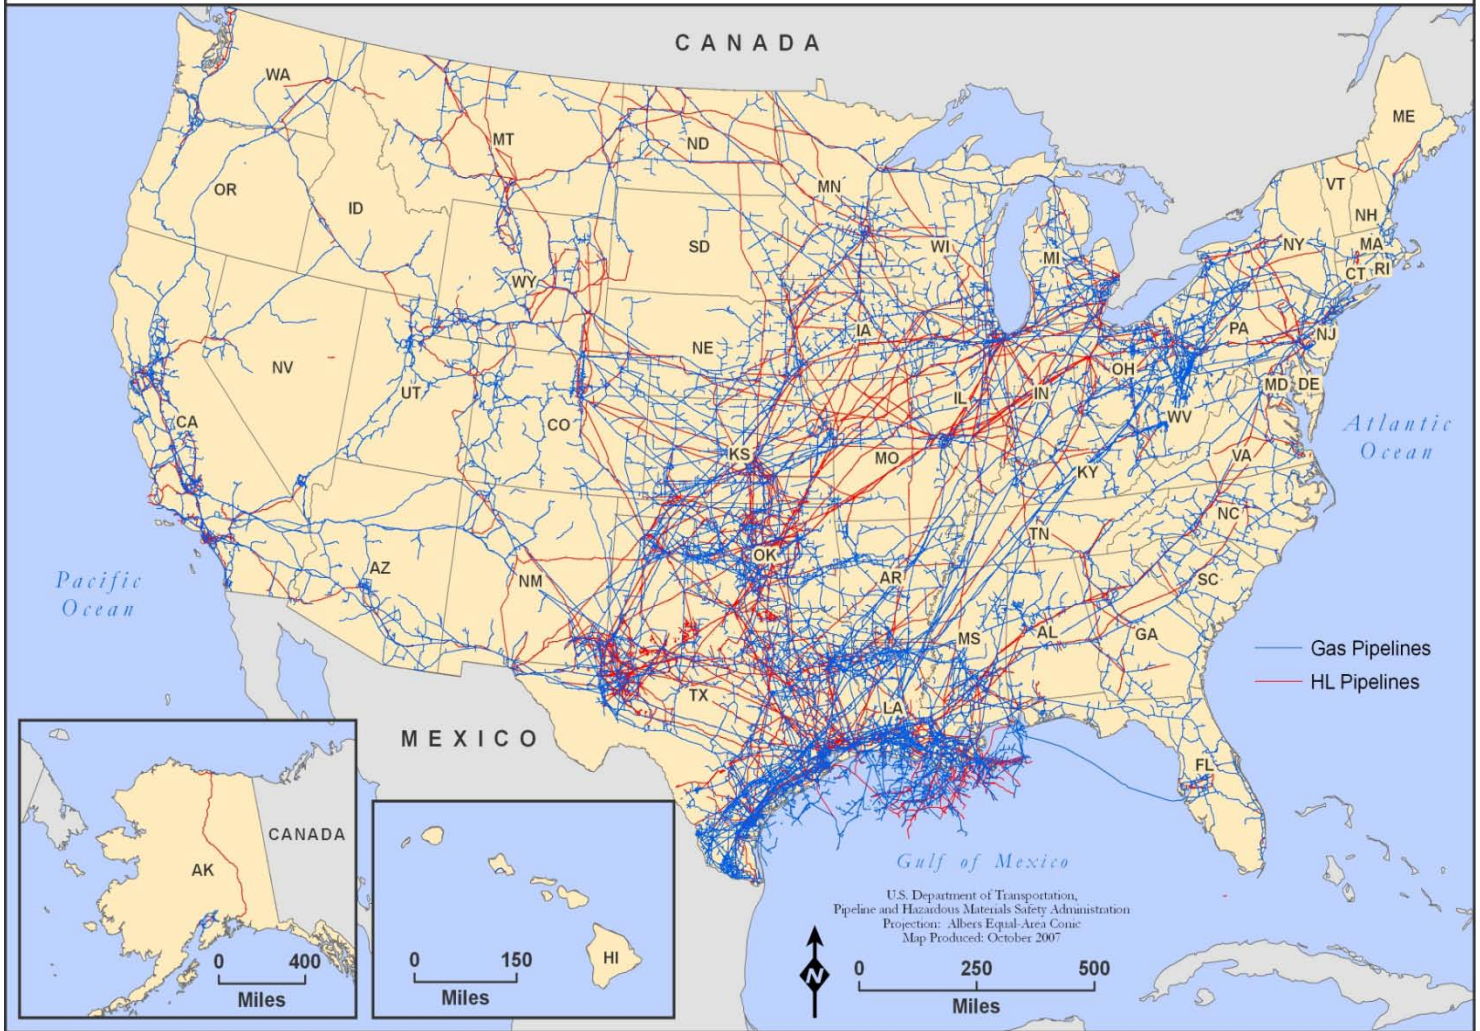 CANADA
WA
MT
ND
ME
OR
ID
MN
VT
NH
SD
WI
MI
NY
MA
CT RI
WY
IA
PA
NJ
NE
NV
UT
OH
MD DE
IL
IN
CA
CO
WV
KS
MO
KY
VA
Atlantic
Ocean
NC
TN
OK
AZ
NM
AR
SC
Pacific
Ocean
MS
AL
GA
TX
LA
Gas Pipelines
HL Pipelines
MEXICO
FL
Gulf of Mexico
CANADA
AK
0 400
Miles
0 150
Miles
HI
U.S. Department of Transportation,
Pipeline and Hazardous Materials Safety Administration
Projection: Albers Equal-Area Conic
Map Produced: October 2007
N
0 250 500
Miles